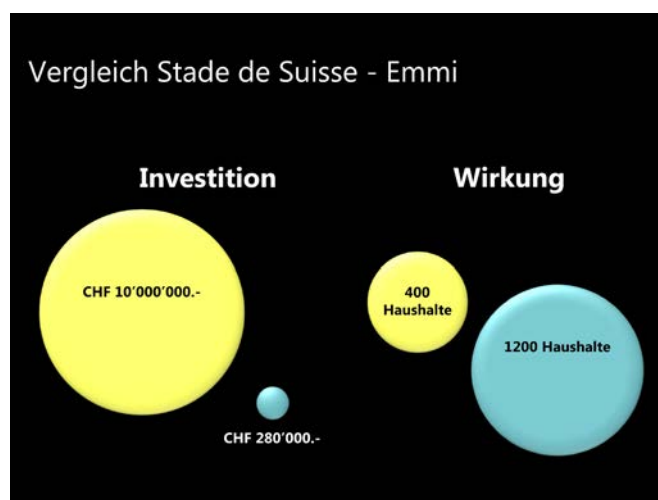 Vergleich Stade de Suisse - Emmi
Investition
Wirkung
CHF 10’000’000.-
CHF 280’000.-
400
Haushalte
1200 Haushalte